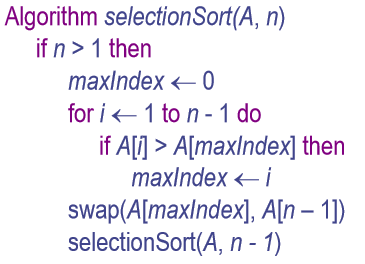 Algorithm selectionSort(A, n)
if n > 1 then
maxIndex ← 0
for i ← 1 to n - 1 do
if A[i] > A[maxIndex] then
maxIndex ← i
swap(A[maxIndex], A[n – 1])
selectionSort(A, n - 1)